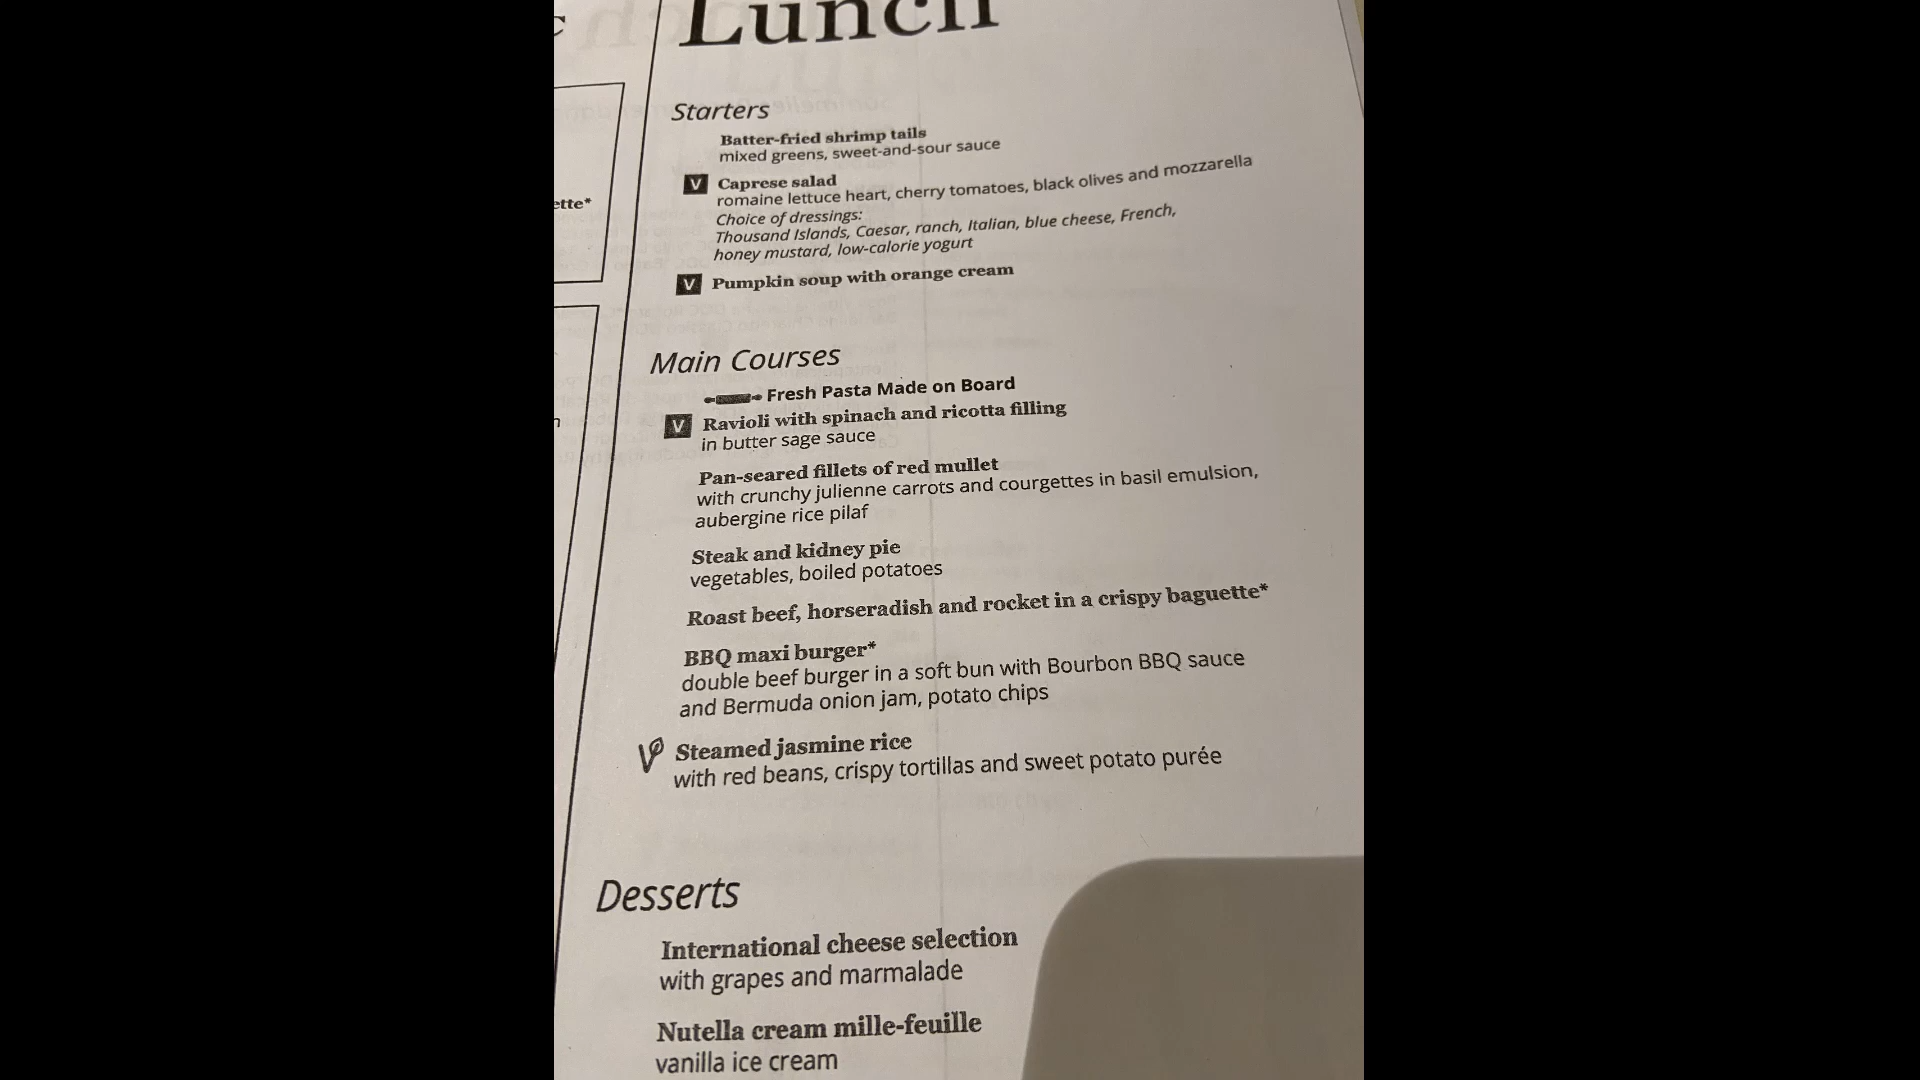 Lunch
ette*
Starters
Batter-fried shrimp tails
mixed greens, sweet-and-sour sauce
V Caprese salad
romaine lettuce heart, cherry tomatoes, black olives and mozzarella
Choice of dressings:
Thousand Islands, Caesar, ranch, Italian, blue cheese, French,
honey mustard, low-calorie yogurt
V Pumpkin soup with orange cream
Main Courses
Fresh Pasta Made on Board
V Ravioli with spinach and ricotta filling
in butter sage sauce
Pan-seared fillets of red mullet
with crunchy julienne carrots and courgettes in basil emulsion,
aubergine rice pilaf
Steak and kidney pie
vegetables, boiled potatoes
Roast beef, horseradish and rocket in a crispy baguette*
BBQ maxi burger*
double beef burger in a soft bun with Bourbon BBQ sauce
and Bermuda onion jam, potato chips
V Steamed jasmine rice
with red beans, crispy tortillas and sweet potato purée
Desserts
International cheese selection
with grapes and marmalade
Nutella cream mille-feuille
vanilla ice cream